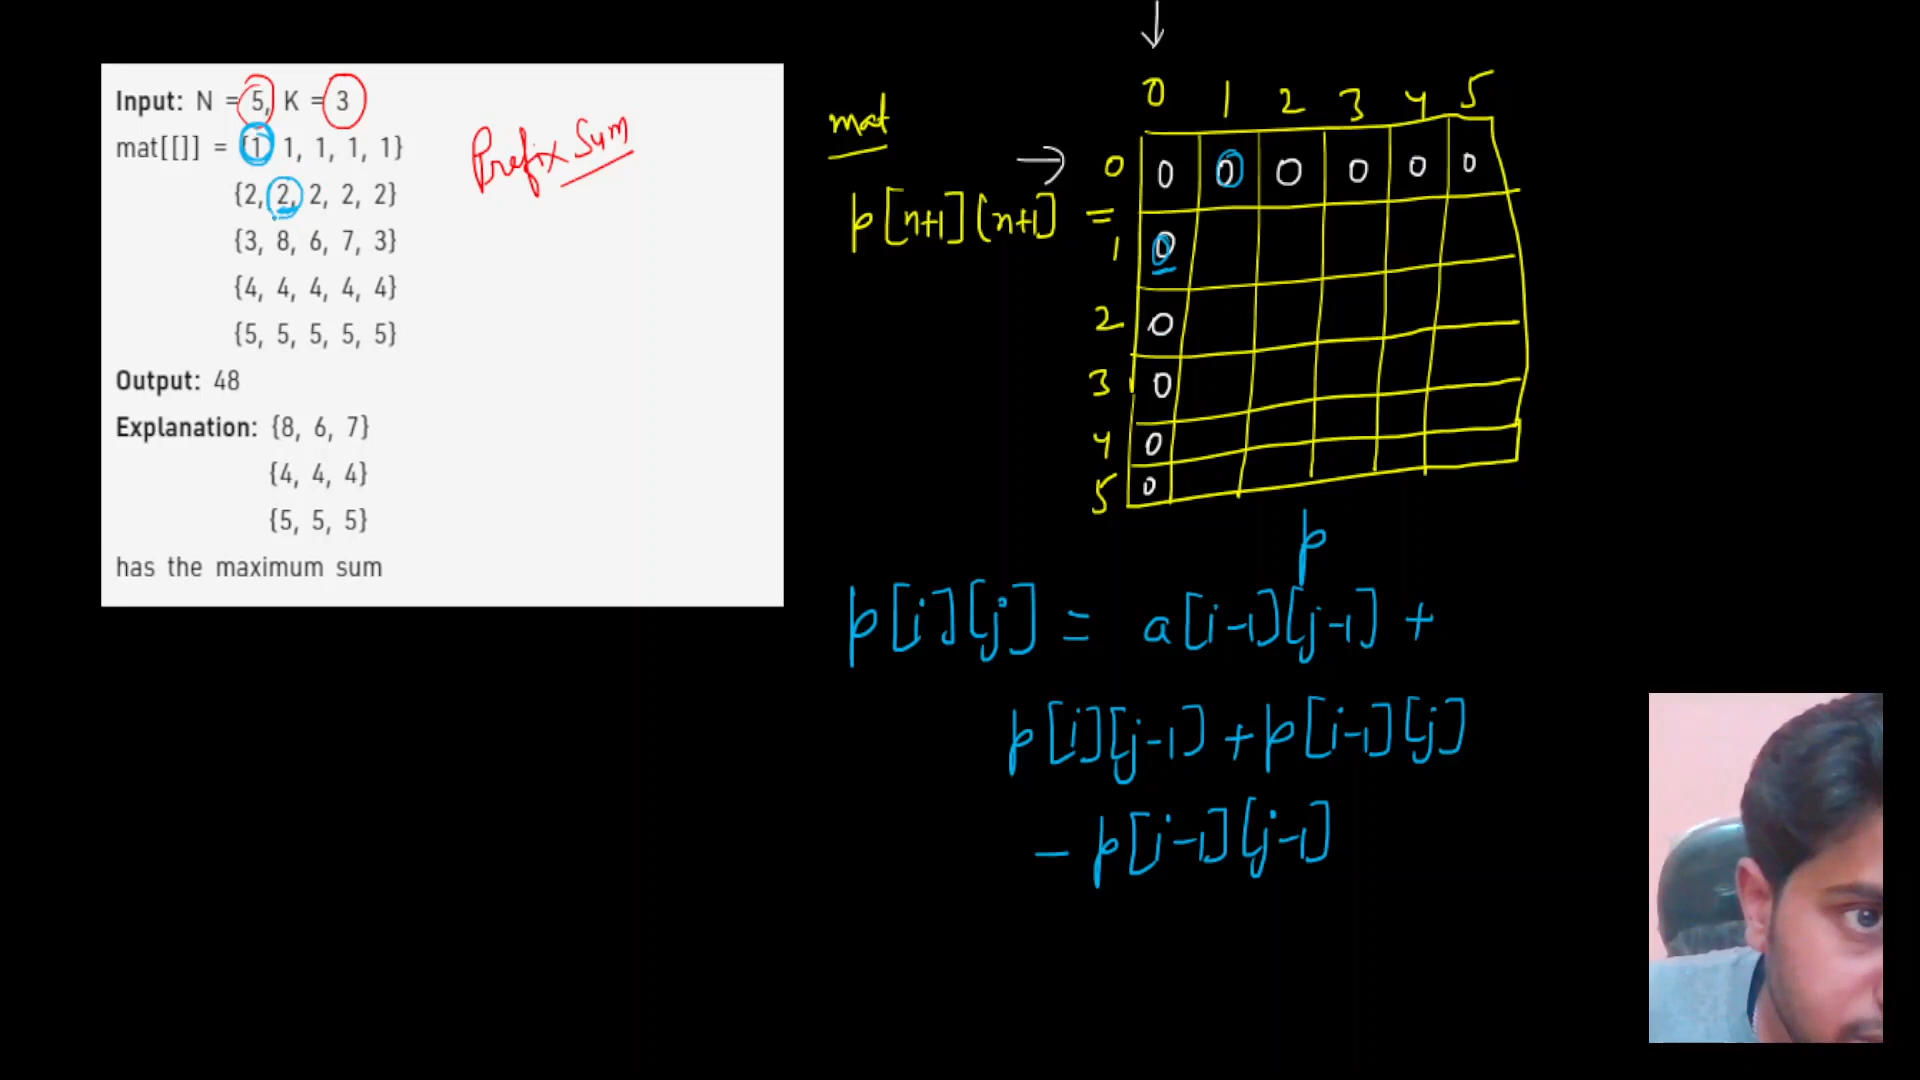 Input: N = 5, K = 3
mat[[]] = {1, 1, 1, 1, 1}
{2, 2, 2, 2, 2}
{3, 8, 6, 7, 3}
{4, 4, 4, 4, 4}
{5, 5, 5, 5, 5}
Output: 48
Explanation: {8, 6, 7}
{4, 4, 4}
{5, 5, 5}
has the maximum sum
Prefix Sum
mat
p[n+1][n+1] =
0 1 2 3 4 5
0 0 0 0 0 0 0
1 0
2 0
3 0
4 0
5 0
p
p[i][j] = a[i-1][j-1] +
p[i][j-1] + p[i-1][j]
- p[i-1][j-1]